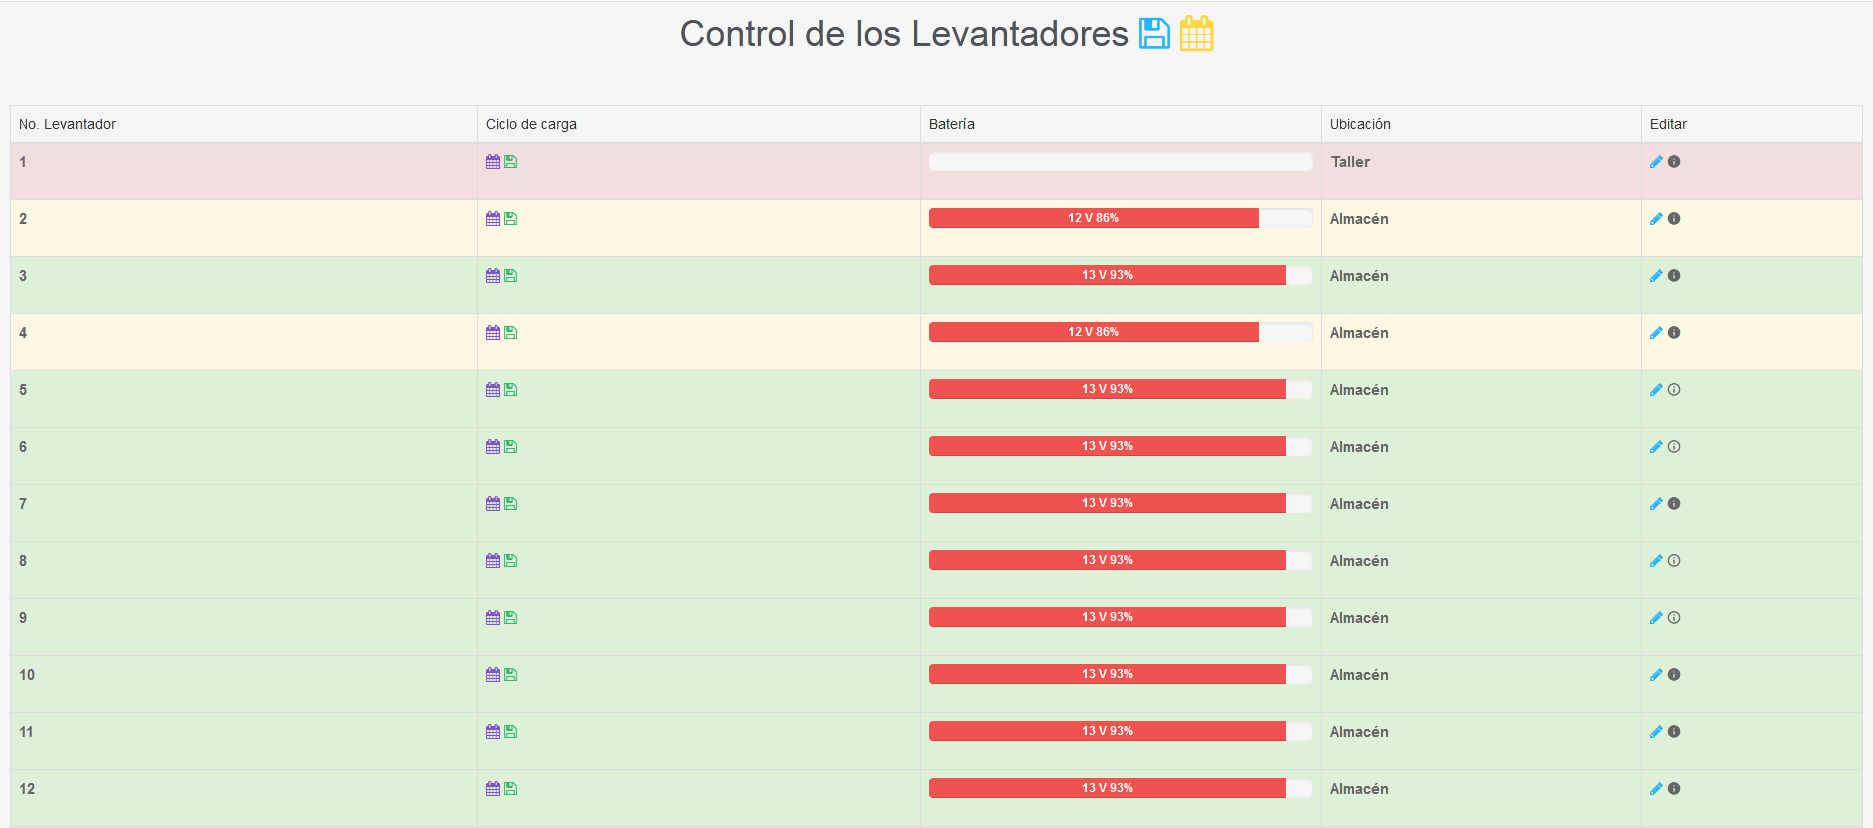 Control de los Levantadores
No. Levantador Ciclo de carga Batería Ubicación Editar
1 Taller
2 12 V 86% Almacén
3 13 V 93% Almacén
4 12 V 86% Almacén
5 13 V 93% Almacén
6 13 V 93% Almacén
7 13 V 93% Almacén
8 13 V 93% Almacén
9 13 V 93% Almacén
10 13 V 93% Almacén
11 13 V 93% Almacén
12 13 V 93% Almacén